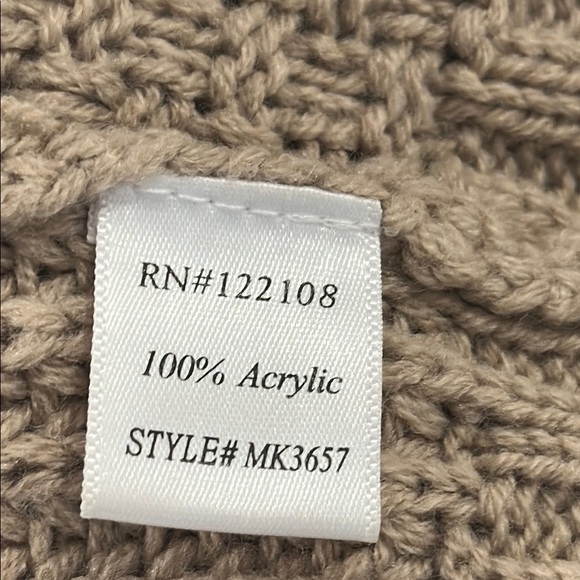 RN#122108
100% Acrylic
STYLE# MK3657